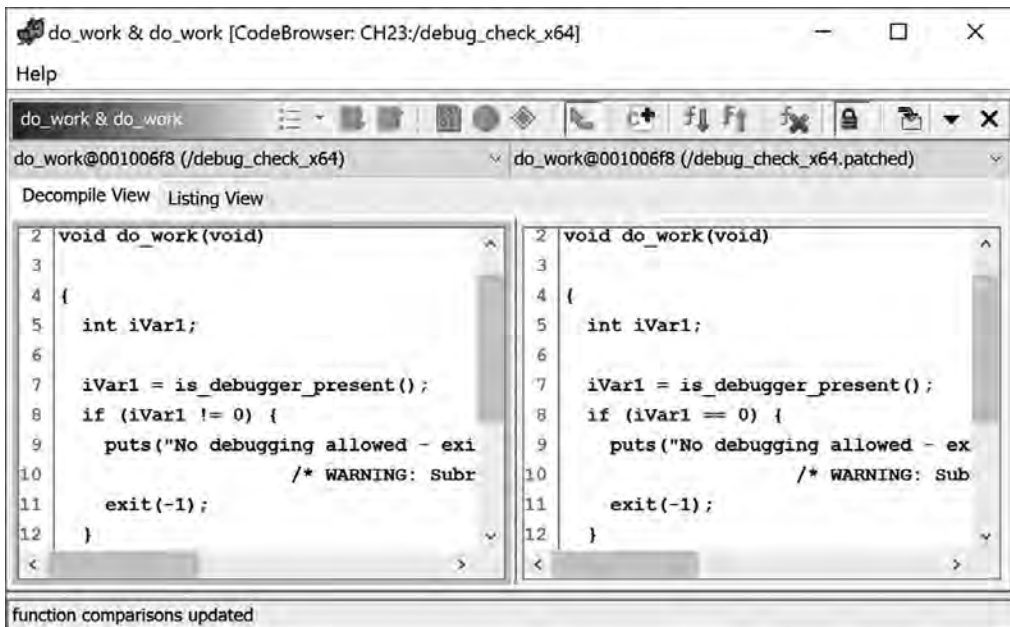 do_work & do_work [CodeBrowser: CH23:/debug_check_x64]
Help
do_work & do_work
do_work@001006f8 (/debug_check_x64)
do_work@001006f8 (/debug_check_x64.patched)
Decompile View Listing View
2 void do_work(void)
3
4 {
5 int iVar1;
6
7 iVar1 = is_debugger_present();
8 if (iVar1 != 0) {
9 puts("No debugging allowed - exi
10 /* WARNING: Subr
11 exit(-1);
12 }
2 void do_work(void)
3
4 {
5 int iVar1;
6
7 iVar1 = is_debugger_present();
8 if (iVar1 == 0) {
9 puts("No debugging allowed - ex
10 /* WARNING: Sub
11 exit(-1);
12 }
function comparisons updated